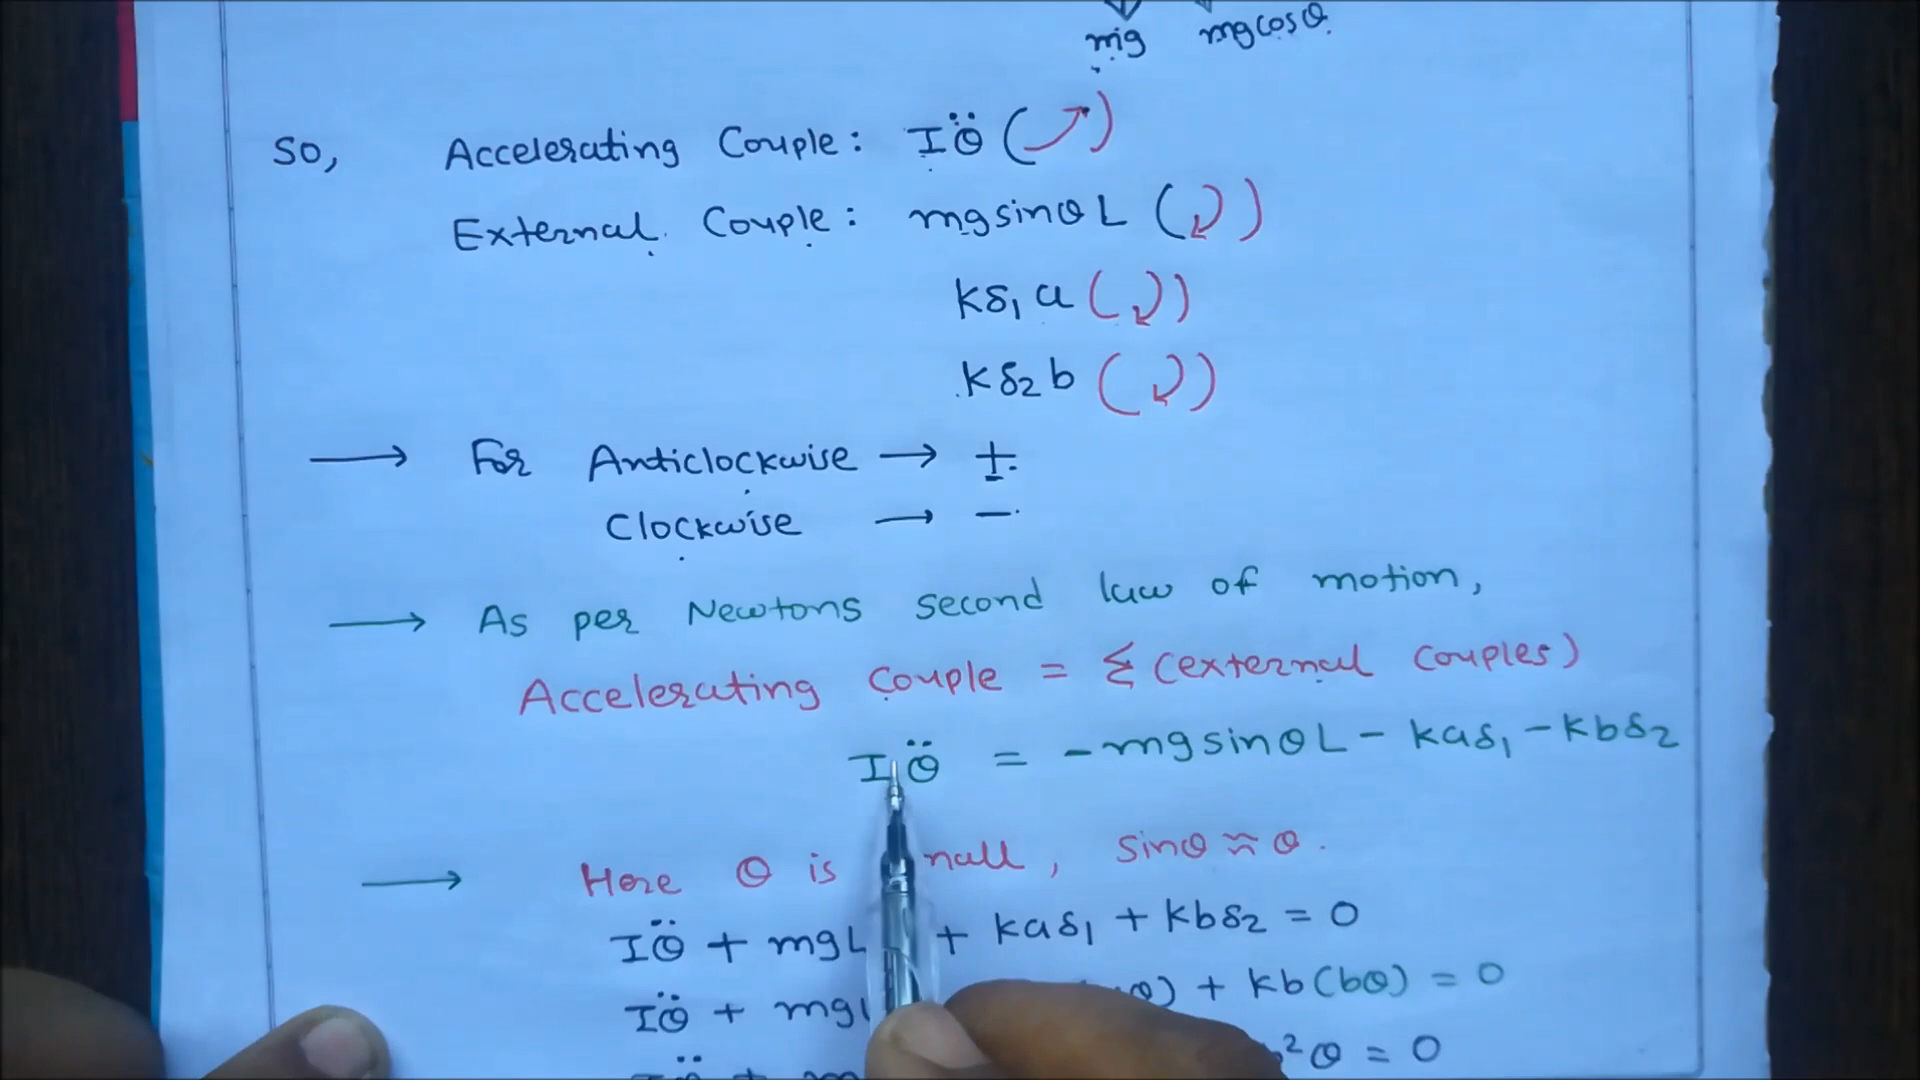 mg mgcosθ
So, Accelerating Couple: Iθ̈ (↗)
External Couple: mgsinθL (↙)
kδ₁a (↙)
kδ₂b (↙)
→ For Anticlockwise → +
Clockwise → -
→ As per Newtons second law of motion,
Accelerating couple = Σ(external couples)
Iθ̈ = -mgsinθL - kaδ₁ - kbδ₂
→ Here θ is , sinθ ≈ θ.
Iθ̈ + mgL + kaδ₁ + kbδ₂ = 0
Iθ̈ + mgL θ) + kb(bθ) = 0
²θ = 0